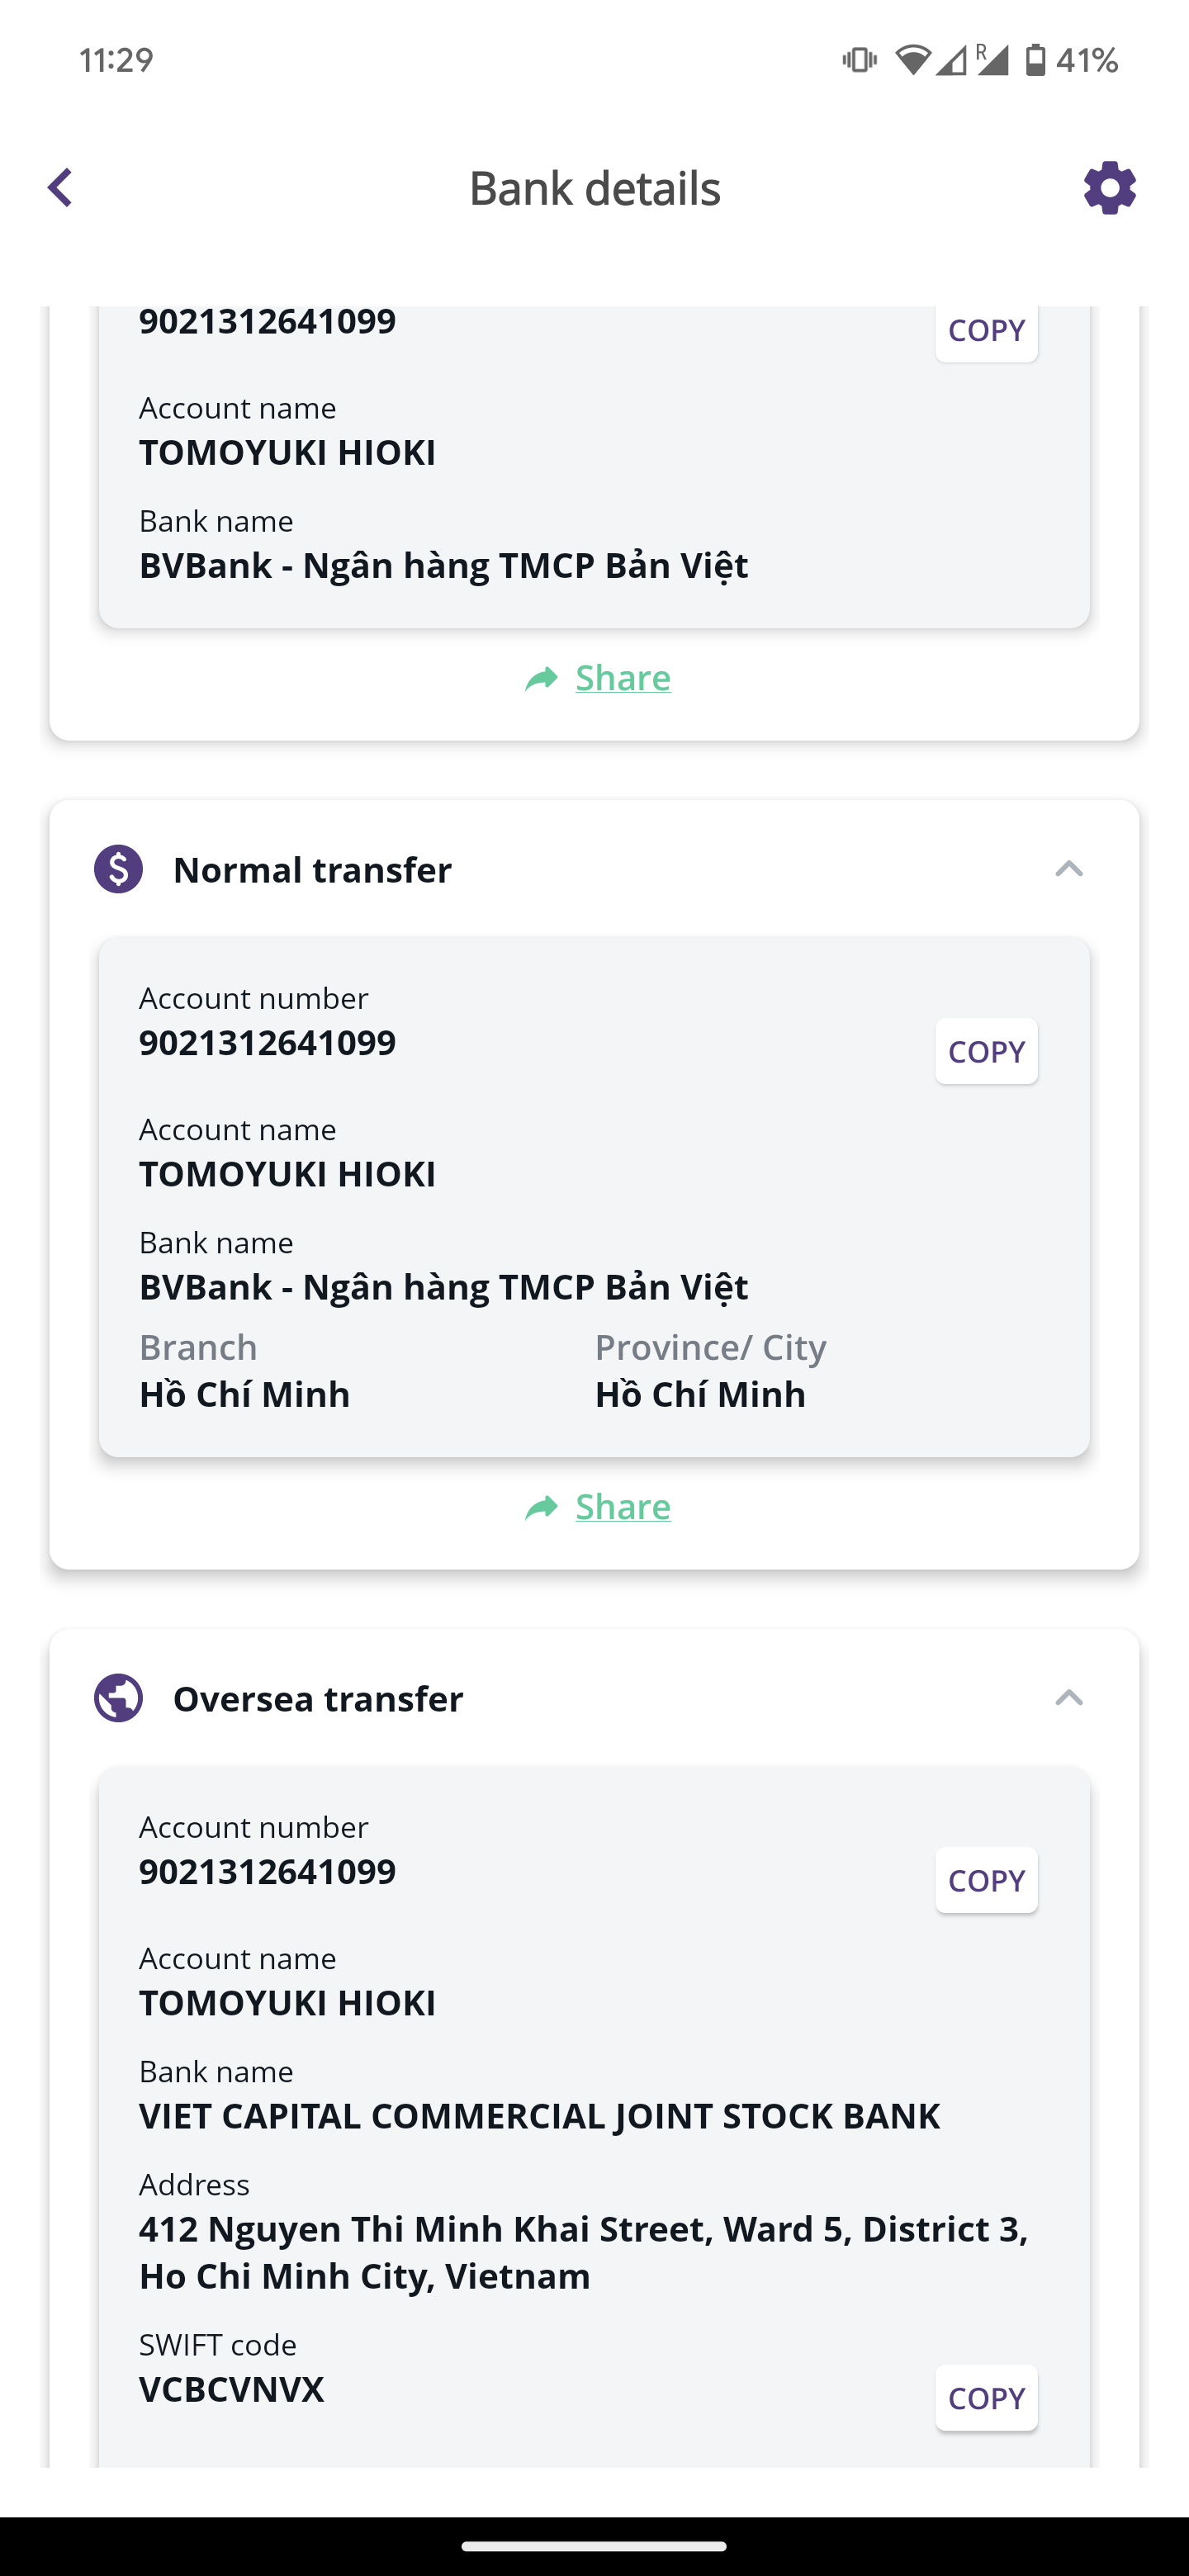 11:29
R
41%
Bank details
9021312641099
COPY
Account name
TOMOYUKI HIOKI
Bank name
BVBank - Ngân hàng TMCP Bản Việt
Share
Normal transfer
Account number
9021312641099
COPY
Account name
TOMOYUKI HIOKI
Bank name
BVBank - Ngân hàng TMCP Bản Việt
Branch Province/ City
Hồ Chí Minh Hồ Chí Minh
Share
Oversea transfer
Account number
9021312641099
COPY
Account name
TOMOYUKI HIOKI
Bank name
VIET CAPITAL COMMERCIAL JOINT STOCK BANK
Address
412 Nguyen Thi Minh Khai Street, Ward 5, District 3,
Ho Chi Minh City, Vietnam
SWIFT code
VCBCVNVX
COPY